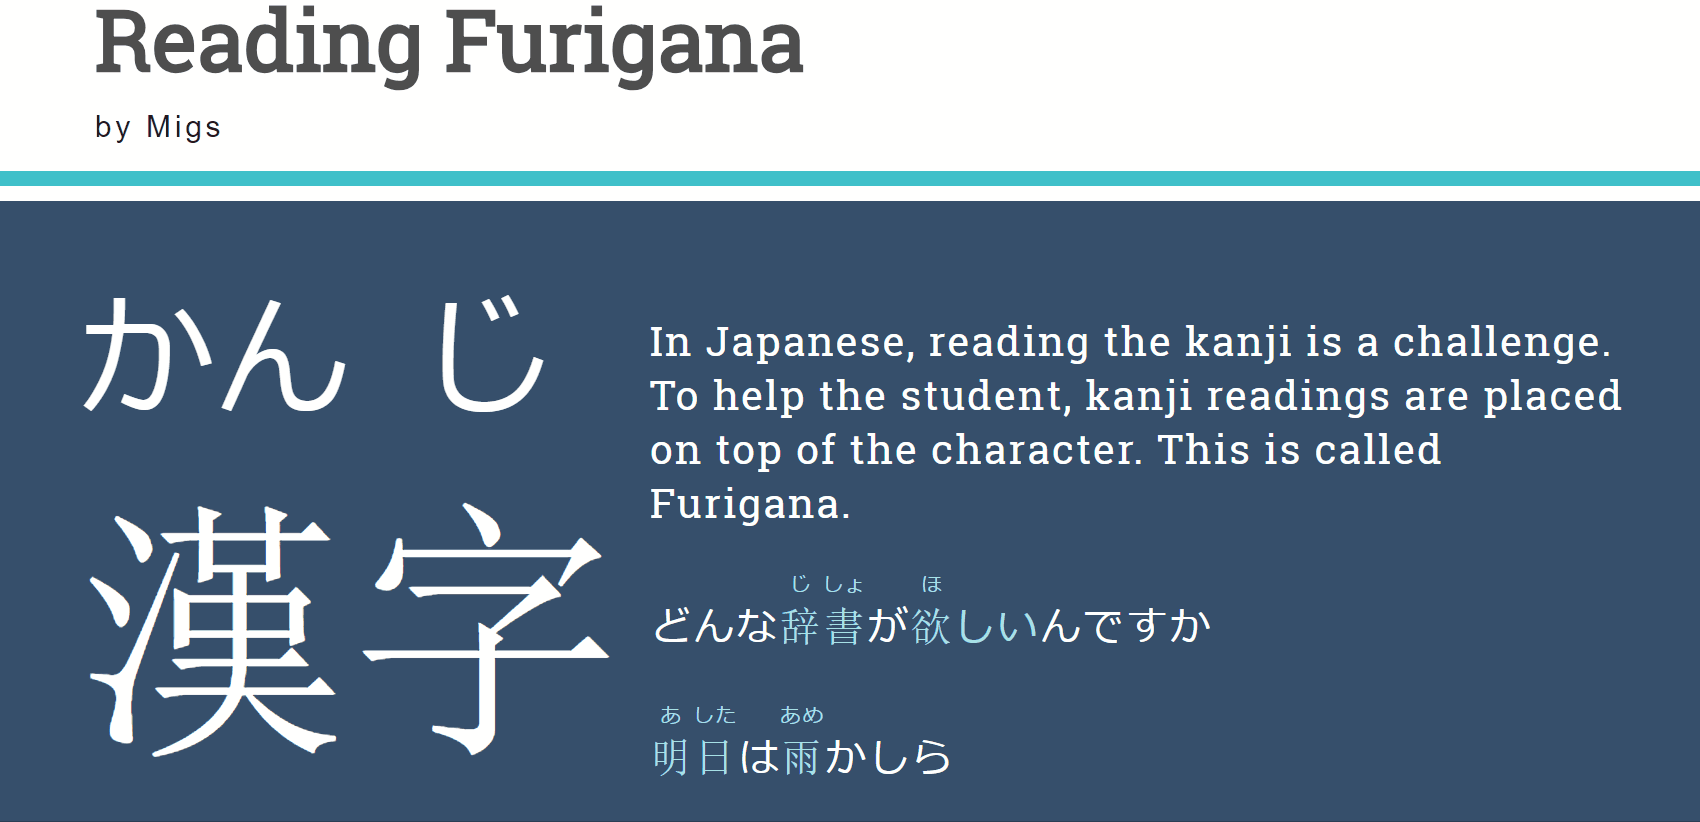 Reading Furigana
by Migs
かん じ
漢字
In Japanese, reading the kanji is a challenge.
To help the student, kanji readings are placed
on top of the character. This is called
Furigana.
じ しょ ほ
どんな辞書が欲しいんですか
あ した あめ
明日は雨かしら